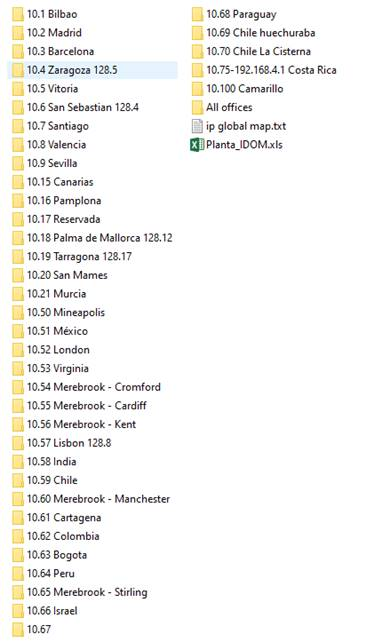 10.1 Bilbao
10.2 Madrid
10.3 Barcelona
10.4 Zaragoza 128.5
10.5 Vitoria
10.6 San Sebastian 128.4
10.7 Santiago
10.8 Valencia
10.9 Sevilla
10.15 Canarias
10.16 Pamplona
10.17 Reservada
10.18 Palma de Mallorca 128.12
10.19 Tarragona 128.17
10.20 San Mames
10.21 Murcia
10.50 Mineapolis
10.51 México
10.52 London
10.53 Virginia
10.54 Merebrook - Cromford
10.55 Merebrook - Cardiff
10.56 Merebrook - Kent
10.57 Lisbon 128.8
10.58 India
10.59 Chile
10.60 Merebrook - Manchester
10.61 Cartagena
10.62 Colombia
10.63 Bogota
10.64 Peru
10.65 Merebrook - Stirling
10.66 Israel
10.67
10.68 Paraguay
10.69 Chile huechuraba
10.70 Chile La Cisterna
10.75-192.168.4.1 Costa Rica
10.100 Camarillo
All offices
ip global map.txt
Planta_IDOM.xls